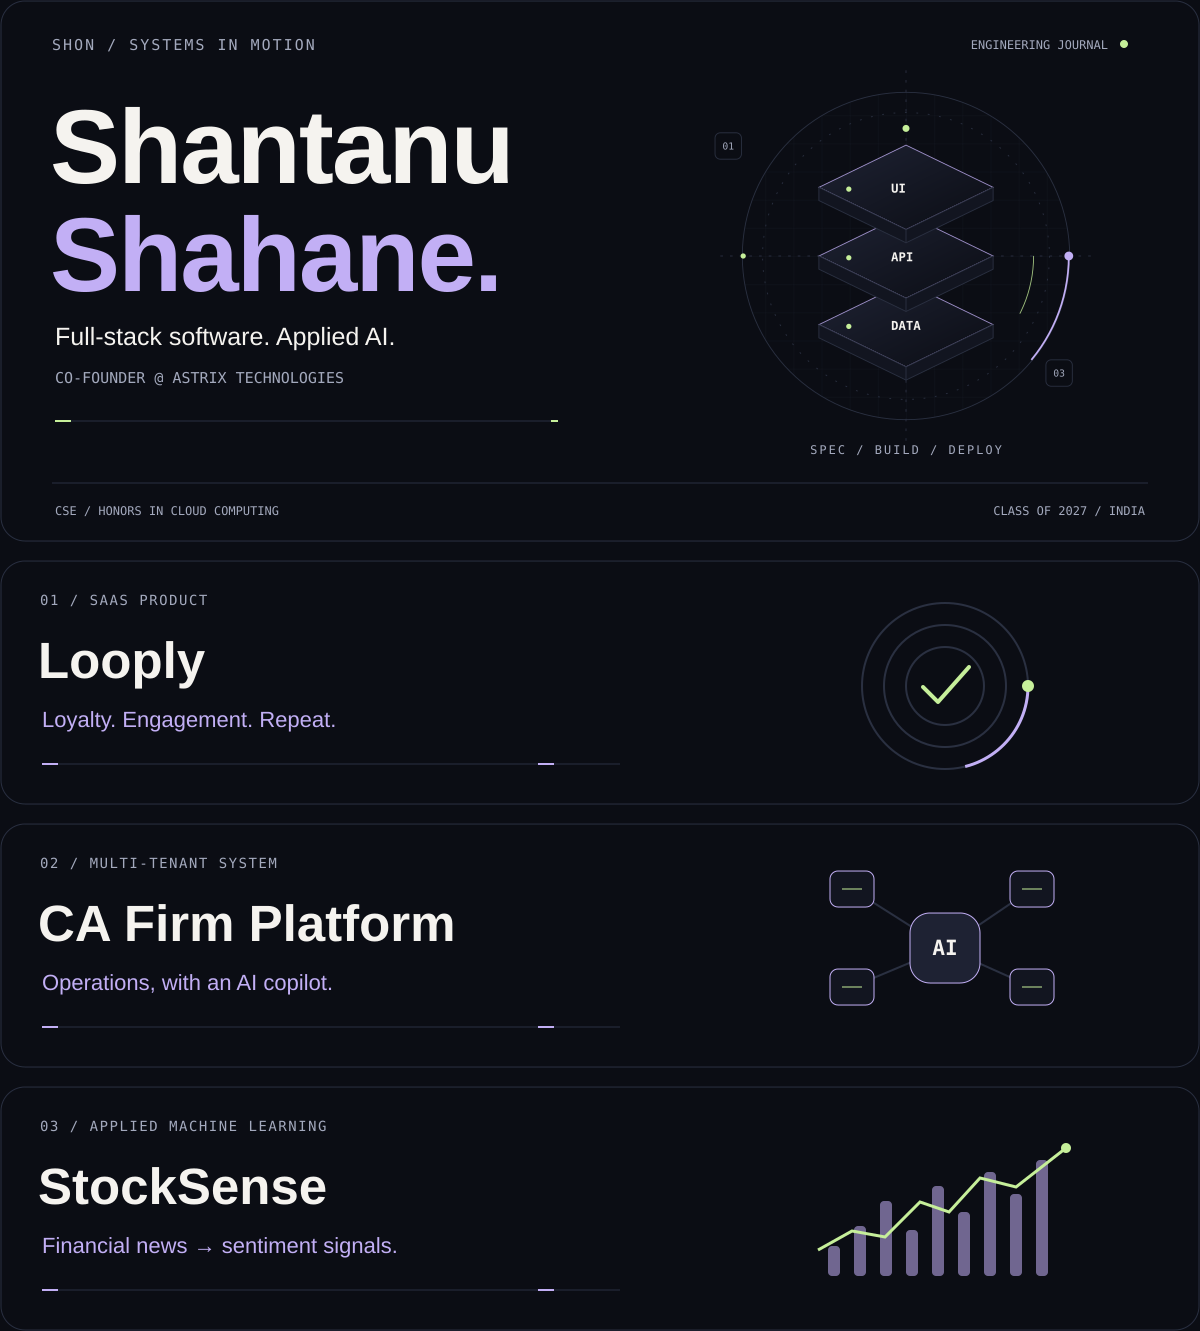 SHON / SYSTEMS IN MOTION
ENGINEERING JOURNAL
Shantanu
Shahane.
Full-stack software. Applied AI.
CO-FOUNDER @ ASTRIX TECHNOLOGIES
01
UI
API
DATA
03
SPEC / BUILD / DEPLOY
CSE / HONORS IN CLOUD COMPUTING
CLASS OF 2027 / INDIA
01 / SAAS PRODUCT
Looply
Loyalty. Engagement. Repeat.
02 / MULTI-TENANT SYSTEM
CA Firm Platform
Operations, with an AI copilot.
AI
03 / APPLIED MACHINE LEARNING
StockSense
Financial news → sentiment signals.